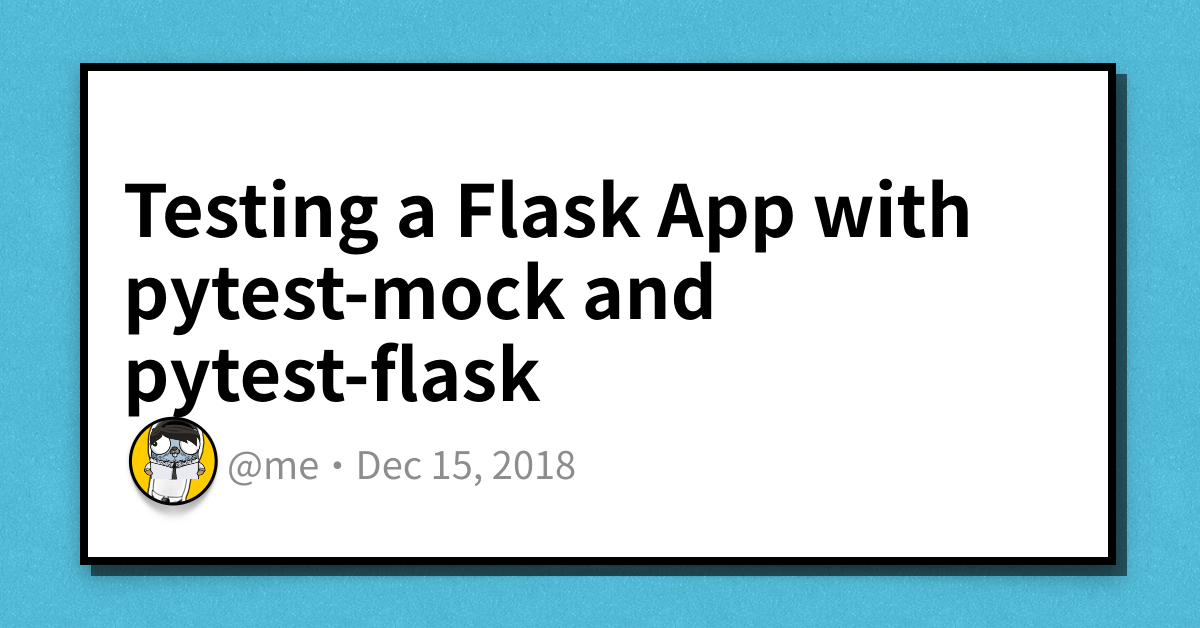 Testing a Flask App with
pytest-mock and
pytest-flask
@me・Dec 15, 2018